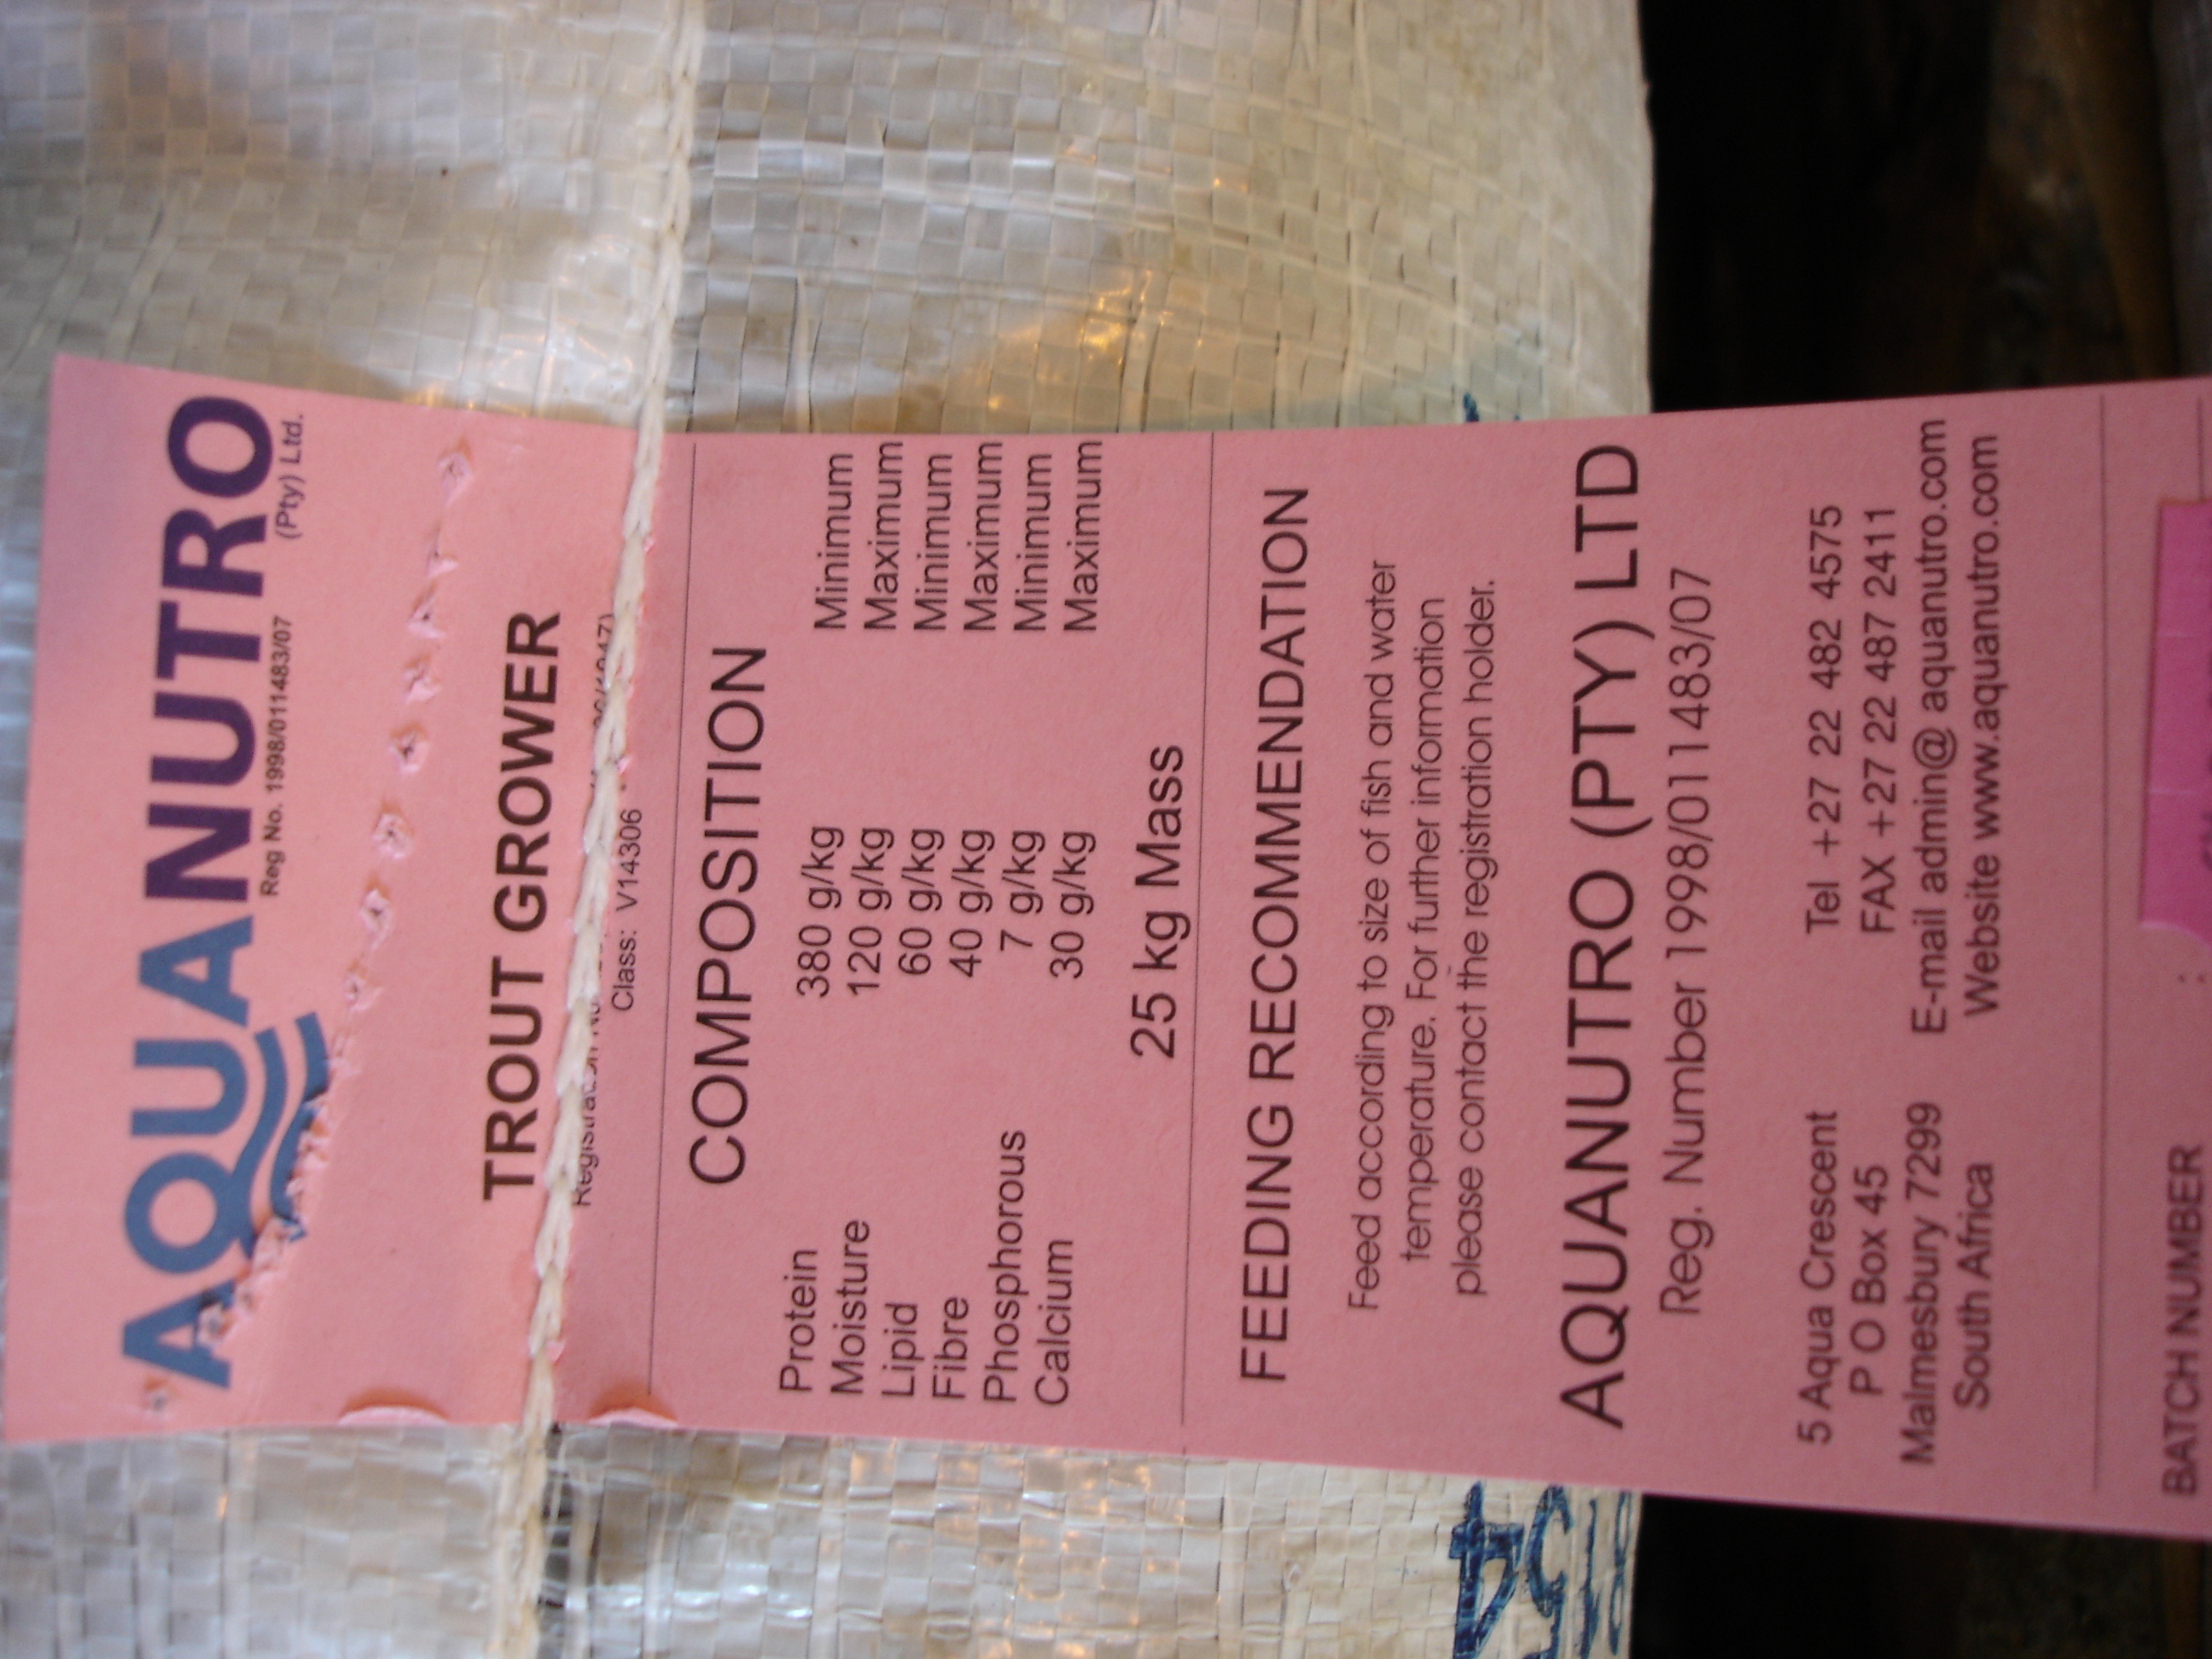 AQUANUTRO
Reg No. 1998/011483/07 (Pty) Ltd.
TROUT GROWER
Class: V14306
COMPOSITION
Protein 380 g/kg Minimum
Moisture 120 g/kg Maximum
Lipid 60 g/kg Minimum
Fibre 40 g/kg Maximum
Phosphorous 7 g/kg Minimum
Calcium 30 g/kg Maximum
25 kg Mass
FEEDING RECOMMENDATION
Feed according to size of fish and water
temperature. For further information
please contact the registration holder.
AQUANUTRO (PTY) LTD
Reg. Number 1998/011483/07
5 Aqua Crescent Tel +27 22 482 4575
P O Box 45 FAX +27 22 487 2411
Malmesbury 7299 E-mail admin@ aquanutro.com
South Africa Website www.aquanutro.com
BATCH NUMBER :